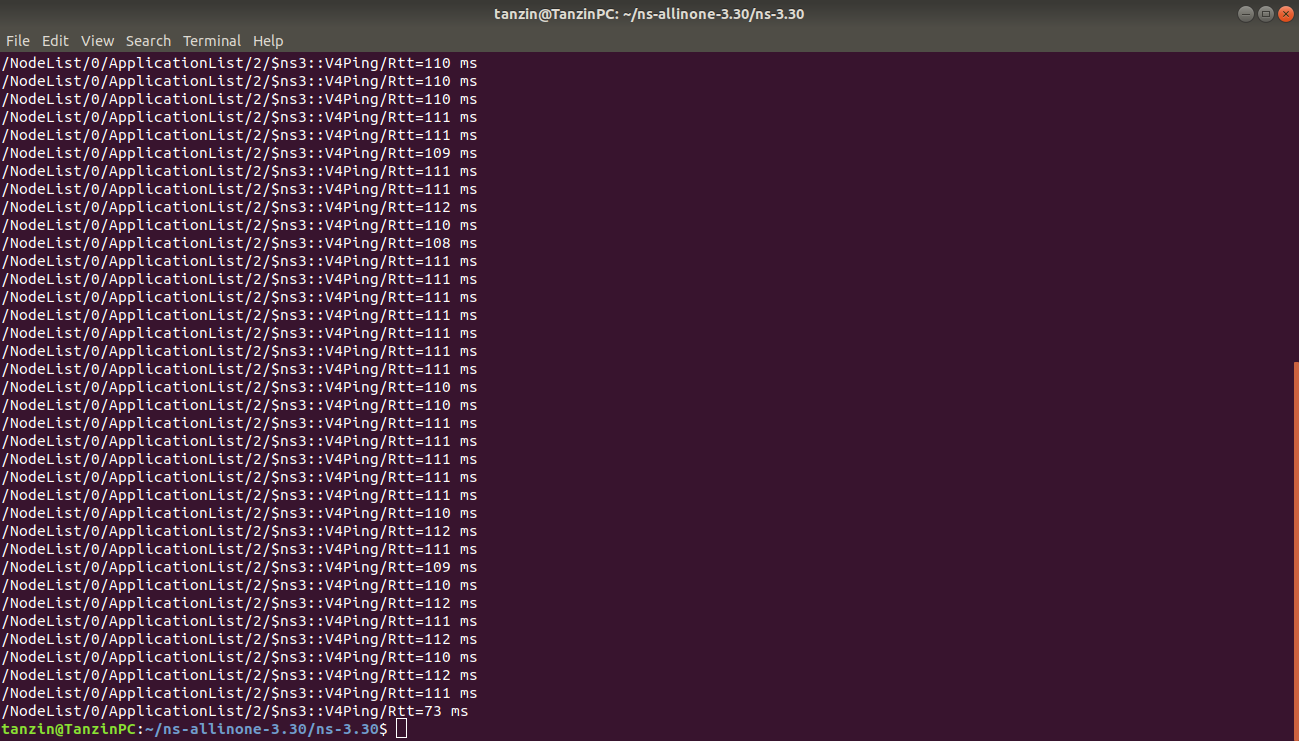 tanzin@TanzinPC: ~/ns-allinone-3.30/ns-3.30
File Edit View Search Terminal Help
/NodeList/0/ApplicationList/2/$ns3::V4Ping/Rtt=110 ms
/NodeList/0/ApplicationList/2/$ns3::V4Ping/Rtt=110 ms
/NodeList/0/ApplicationList/2/$ns3::V4Ping/Rtt=110 ms
/NodeList/0/ApplicationList/2/$ns3::V4Ping/Rtt=111 ms
/NodeList/0/ApplicationList/2/$ns3::V4Ping/Rtt=111 ms
/NodeList/0/ApplicationList/2/$ns3::V4Ping/Rtt=109 ms
/NodeList/0/ApplicationList/2/$ns3::V4Ping/Rtt=111 ms
/NodeList/0/ApplicationList/2/$ns3::V4Ping/Rtt=111 ms
/NodeList/0/ApplicationList/2/$ns3::V4Ping/Rtt=112 ms
/NodeList/0/ApplicationList/2/$ns3::V4Ping/Rtt=110 ms
/NodeList/0/ApplicationList/2/$ns3::V4Ping/Rtt=108 ms
/NodeList/0/ApplicationList/2/$ns3::V4Ping/Rtt=111 ms
/NodeList/0/ApplicationList/2/$ns3::V4Ping/Rtt=111 ms
/NodeList/0/ApplicationList/2/$ns3::V4Ping/Rtt=111 ms
/NodeList/0/ApplicationList/2/$ns3::V4Ping/Rtt=111 ms
/NodeList/0/ApplicationList/2/$ns3::V4Ping/Rtt=111 ms
/NodeList/0/ApplicationList/2/$ns3::V4Ping/Rtt=111 ms
/NodeList/0/ApplicationList/2/$ns3::V4Ping/Rtt=111 ms
/NodeList/0/ApplicationList/2/$ns3::V4Ping/Rtt=110 ms
/NodeList/0/ApplicationList/2/$ns3::V4Ping/Rtt=110 ms
/NodeList/0/ApplicationList/2/$ns3::V4Ping/Rtt=111 ms
/NodeList/0/ApplicationList/2/$ns3::V4Ping/Rtt=111 ms
/NodeList/0/ApplicationList/2/$ns3::V4Ping/Rtt=111 ms
/NodeList/0/ApplicationList/2/$ns3::V4Ping/Rtt=111 ms
/NodeList/0/ApplicationList/2/$ns3::V4Ping/Rtt=111 ms
/NodeList/0/ApplicationList/2/$ns3::V4Ping/Rtt=110 ms
/NodeList/0/ApplicationList/2/$ns3::V4Ping/Rtt=112 ms
/NodeList/0/ApplicationList/2/$ns3::V4Ping/Rtt=111 ms
/NodeList/0/ApplicationList/2/$ns3::V4Ping/Rtt=109 ms
/NodeList/0/ApplicationList/2/$ns3::V4Ping/Rtt=110 ms
/NodeList/0/ApplicationList/2/$ns3::V4Ping/Rtt=112 ms
/NodeList/0/ApplicationList/2/$ns3::V4Ping/Rtt=111 ms
/NodeList/0/ApplicationList/2/$ns3::V4Ping/Rtt=112 ms
/NodeList/0/ApplicationList/2/$ns3::V4Ping/Rtt=110 ms
/NodeList/0/ApplicationList/2/$ns3::V4Ping/Rtt=112 ms
/NodeList/0/ApplicationList/2/$ns3::V4Ping/Rtt=111 ms
/NodeList/0/ApplicationList/2/$ns3::V4Ping/Rtt=73 ms
tanzin@TanzinPC:~/ns-allinone-3.30/ns-3.30$